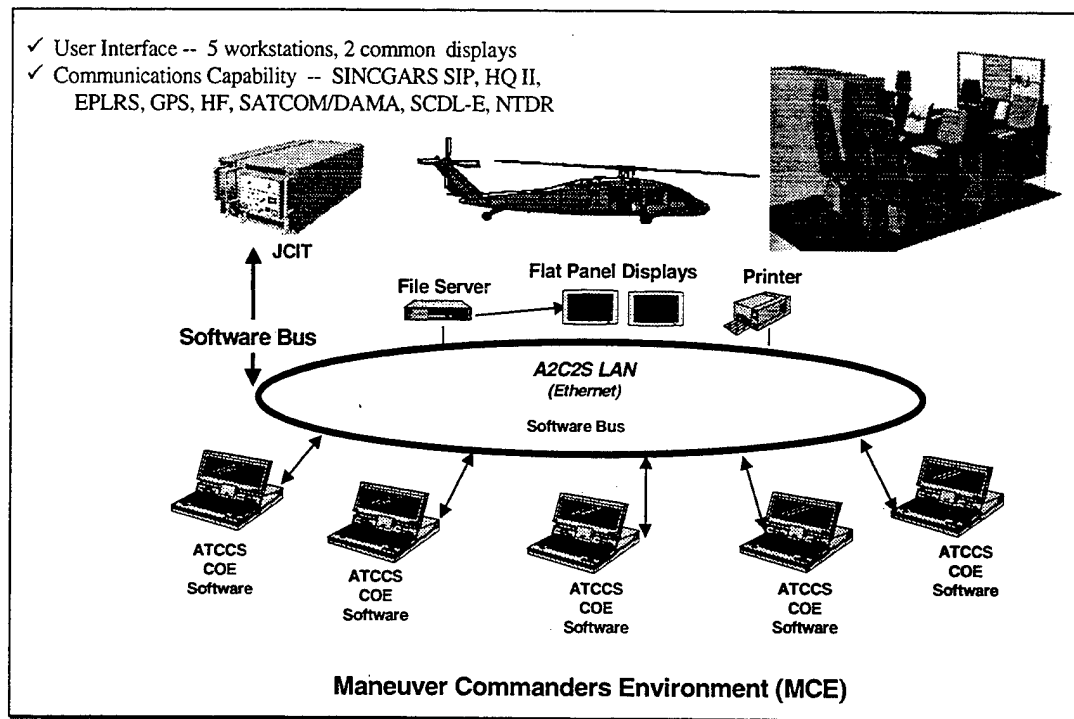 ✓ User Interface -- 5 workstations, 2 common displays
✓ Communications Capability -- SINCGARS SIP, HQ II,
EPLRS, GPS, HF, SATCOM/DAMA, SCDL-E, NTDR
JCIT
File Server
Flat Panel Displays
Printer
Software Bus
A2C2S LAN
(Ethernet)
Software Bus
ATCCS
COE
Software
ATCCS
COE
Software
ATCCS
COE
Software
ATCCS
COE
Software
ATCCS
COE
Software
Maneuver Commanders Environment (MCE)